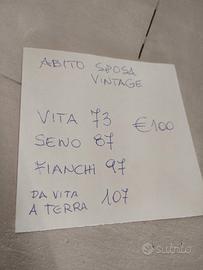 ABITO SPOSA
VINTAGE
VITA 73 €100
SENO 87
FIANCHI 97
DA VITA
A TERRA 107
subito